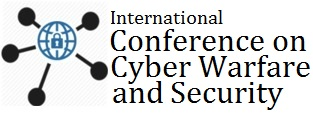 International
Conference on
Cyber Warfare
and Security